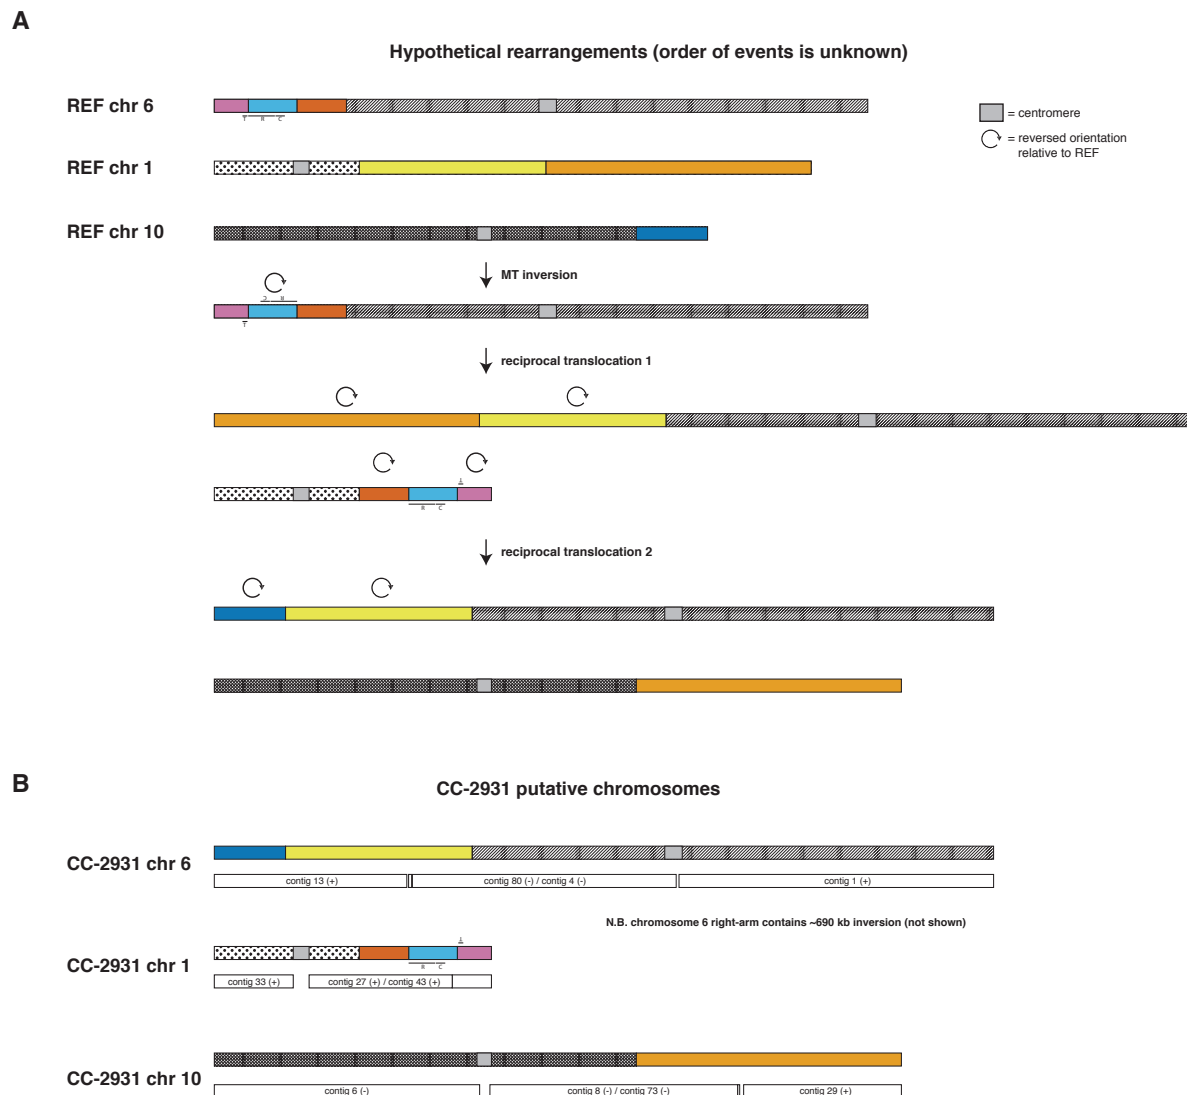 A
Hypothetical rearrangements (order of events is unknown)
REF chr 6
T R C
= centromere
= reversed orientation
relative to REF
REF chr 1
REF chr 10
MT inversion
C R
T
reciprocal translocation 1
T
R C
reciprocal translocation 2
B
CC-2931 putative chromosomes
CC-2931 chr 6
contig 13 (+) contig 80 (-) / contig 4 (-) contig 1 (+)
N.B. chromosome 6 right-arm contains ~690 kb inversion (not shown)
T
CC-2931 chr 1
R C
contig 33 (+) contig 27 (+) / contig 43 (+)
CC-2931 chr 10
contig 6 (-) contig 8 (-) / contig 73 (-) contig 29 (+)